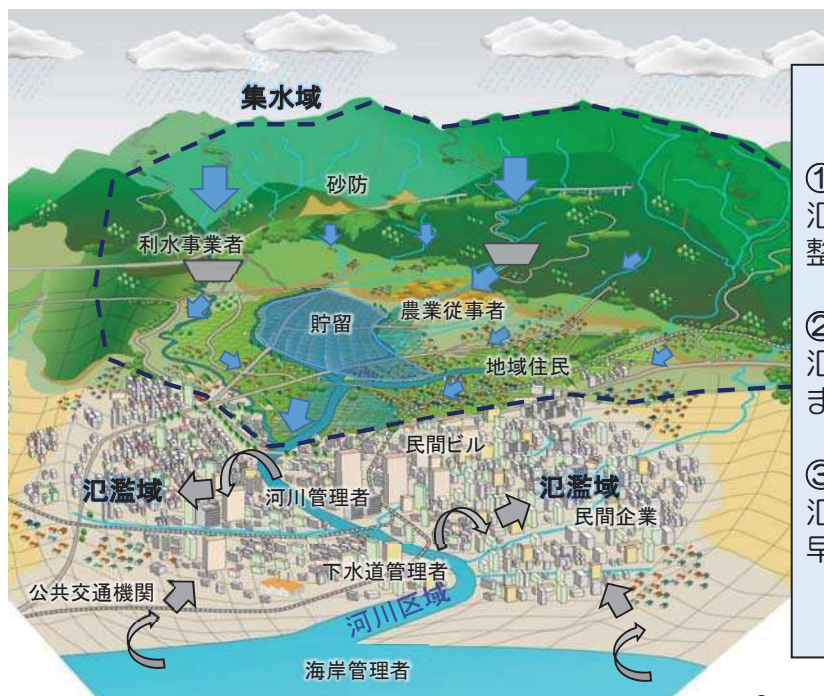 集水域
砂防
利水事業者
貯留
農業従事者
地域住民
民間ビル
氾濫域
河川管理者
氾濫域
民間企業
下水道管理者
公共交通機関
河川区域
海岸管理者
①
氾
整
②
氾
ま
③
氾
早